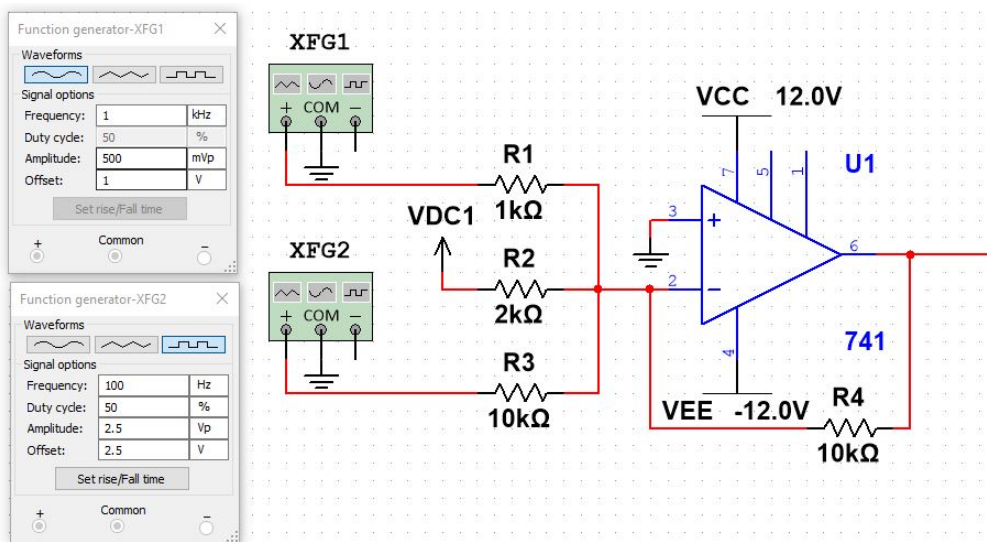 Function generator-XFG1
Waveforms
Signal options
Frequency: 1 kHz
Duty cycle: 50 %
Amplitude: 500 mVp
Offset: 1 V
Set rise/Fall time
+ Common −
Function generator-XFG2
Waveforms
Signal options
Frequency: 100 Hz
Duty cycle: 50 %
Amplitude: 2.5 Vp
Offset: 2.5 V
Set rise/Fall time
+ Common −
XFG1
+ COM −
R1
1kΩ
VDC1
XFG2
+ COM −
R2
2kΩ
R3
10kΩ
VCC 12.0V
U1
7
5
1
3
+
2
−
6
4
741
VEE -12.0V
R4
10kΩ